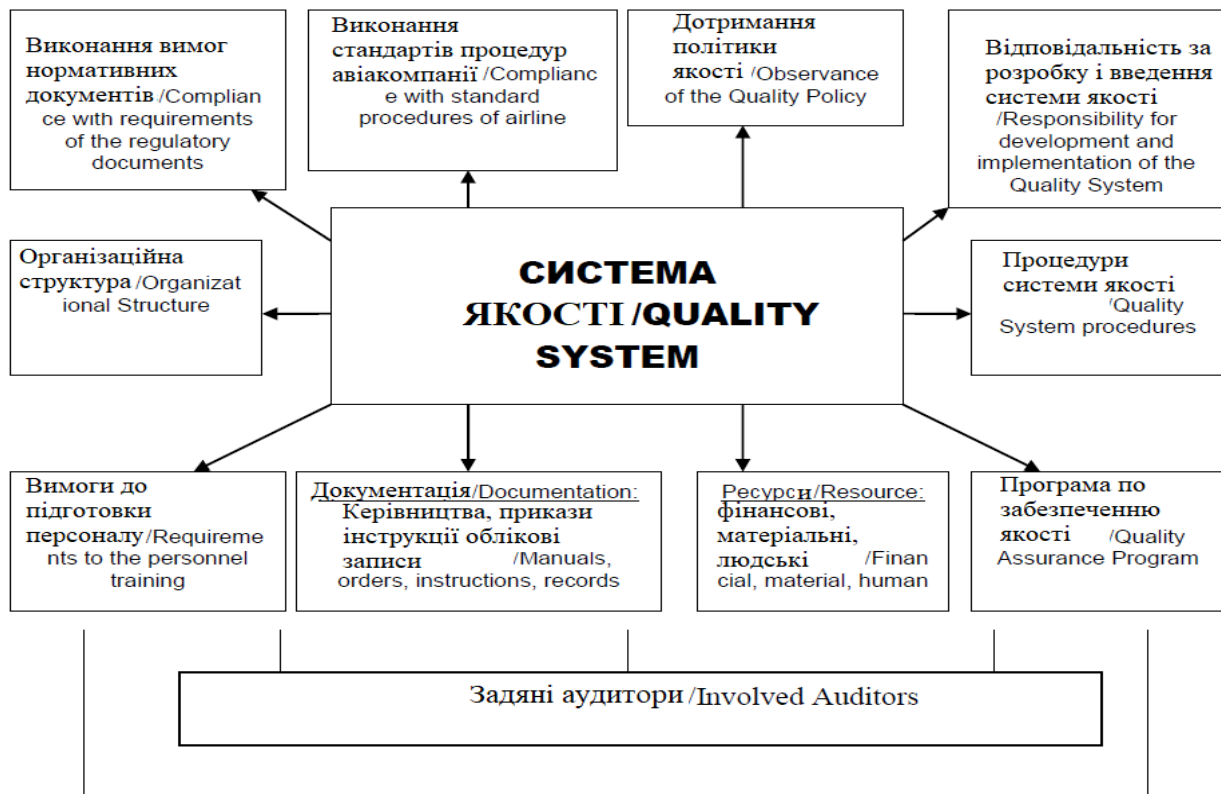 Виконання вимог
нормативних
документів/Complian
ce with requirements
of the regulatory
documents
Виконання
стандартів процедур
авіакомпанії/Complianc
e with standard
procedures of airline
Дотримання
політики
якості/Observance
of the Quality Policy
Відповідальність за
розробку і введення
системи якості
/Responsibility for
development and
implementation of the
Quality System
Організаційна
структура/Organizat
ional Structure
СИСТЕМА
ЯКОСТІ/QUALITY
SYSTEM
Процедури
системи якості
/Quality
System procedures
Вимоги до
підготовки
персоналу/Requireme
nts to the personnel
training
Документація/Documentation:
Керівництва, прикази
інструкції облікові
записи /Manuals,
orders, instructions, records
Ресурси/Resource:
фінансові,
матеріальні,
людські /Finan
cial, material, human
Програма по
забезпеченню
якості /Quality
Assurance Program
Задяні аудитори/Involved Auditors